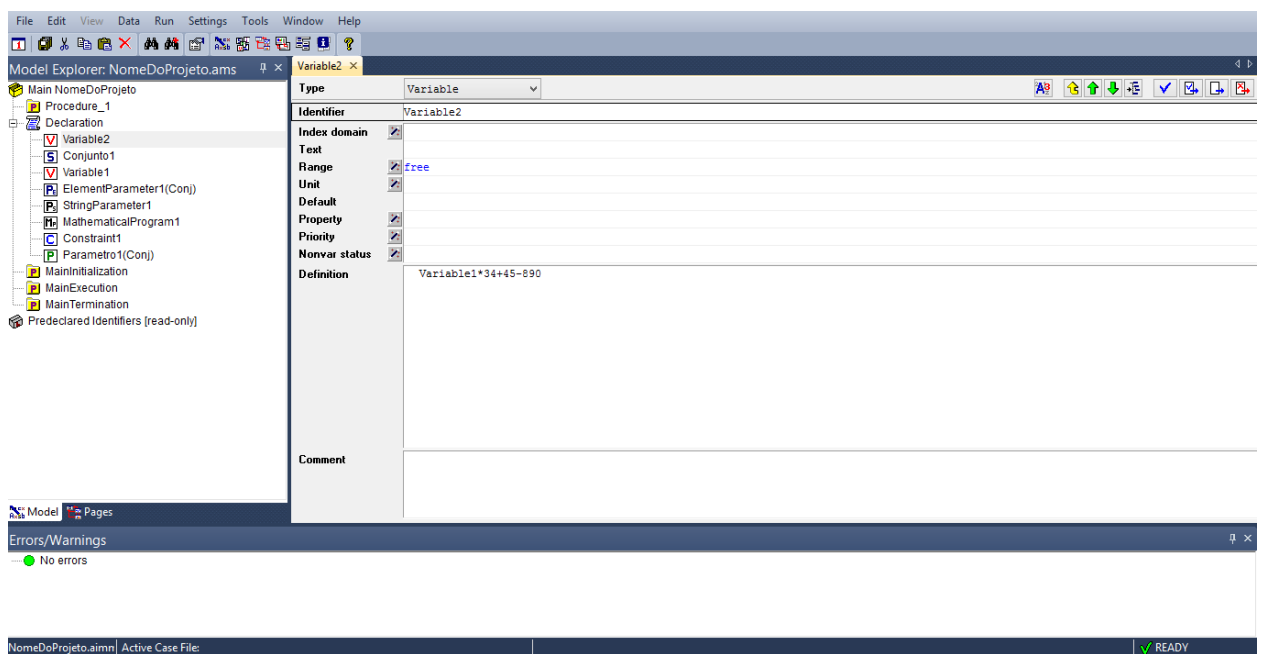 File Edit View Data Run Settings Tools Window Help
Model Explorer: NomeDoProjeto.ams
Main NomeDoProjeto
Procedure_1
Declaration
Variable2
Conjunto1
Variable1
ElementParameter1(Conj)
StringParameter1
MathematicalProgram1
Constraint1
Parametro1(Conj)
MainInitialization
MainExecution
MainTermination
Predeclared Identifiers [read-only]
Model Pages
Variable2
Type Variable
Identifier Variable2
Index domain
Text
Range free
Unit
Default
Property
Priority
Nonvar status
Definition Variable1*34+45-890
Comment
Errors/Warnings
No errors
NomeDoProjeto.aimn Active Case File: READY